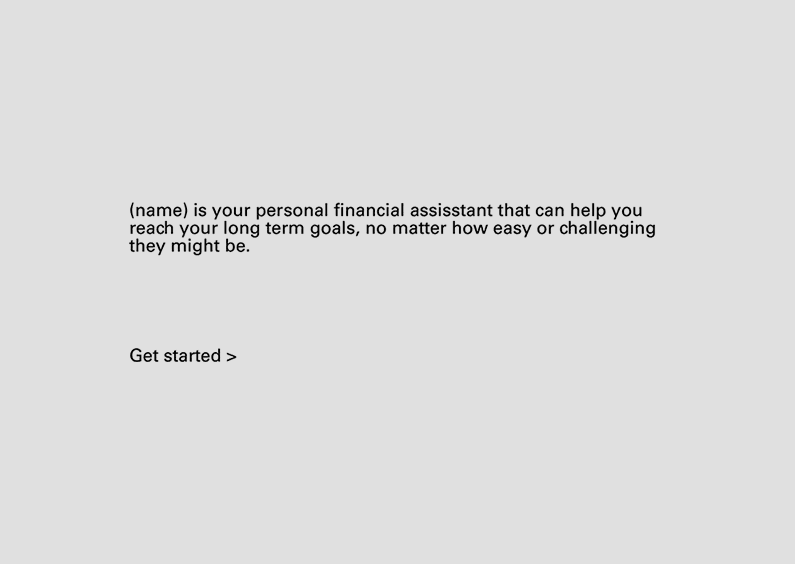 (name) is your personal financial assisstant that can help you
reach your long term goals, no matter how easy or challenging
they might be.
Get started >